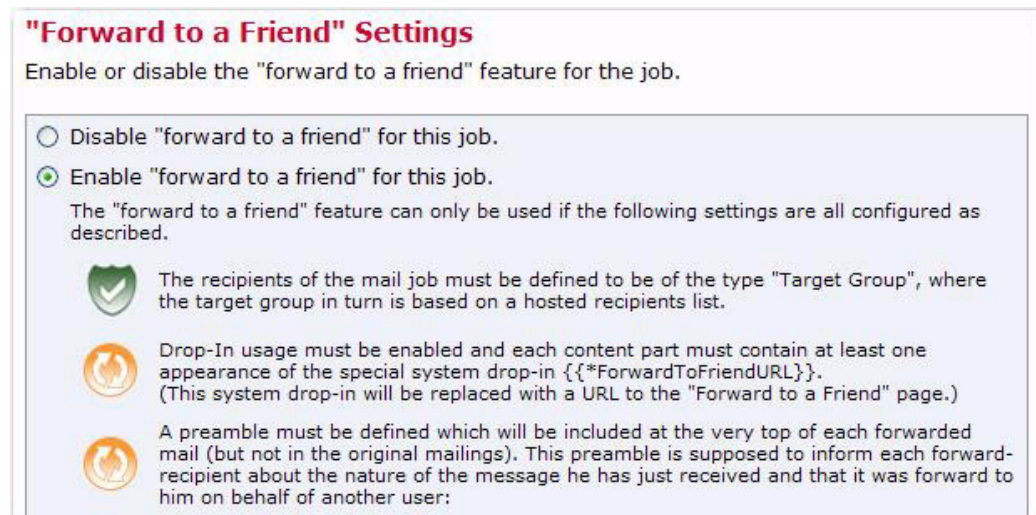 "Forward to a Friend" Settings
Enable or disable the "forward to a friend" feature for the job.
Disable "forward to a friend" for this job.
Enable "forward to a friend" for this job.
The "forward to a friend" feature can only be used if the following settings are all configured as
described.
The recipients of the mail job must be defined to be of the type "Target Group", where
the target group in turn is based on a hosted recipients list.
Drop-In usage must be enabled and each content part must contain at least one
appearance of the special system drop-in {{*ForwardToFriendURL}}.
(This system drop-in will be replaced with a URL to the "Forward to a Friend" page.)
A preamble must be defined which will be included at the very top of each forwarded
mail (but not in the original mailings). This preamble is supposed to inform each forward-
recipient about the nature of the message he has just received and that it was forward to
him on behalf of another user: